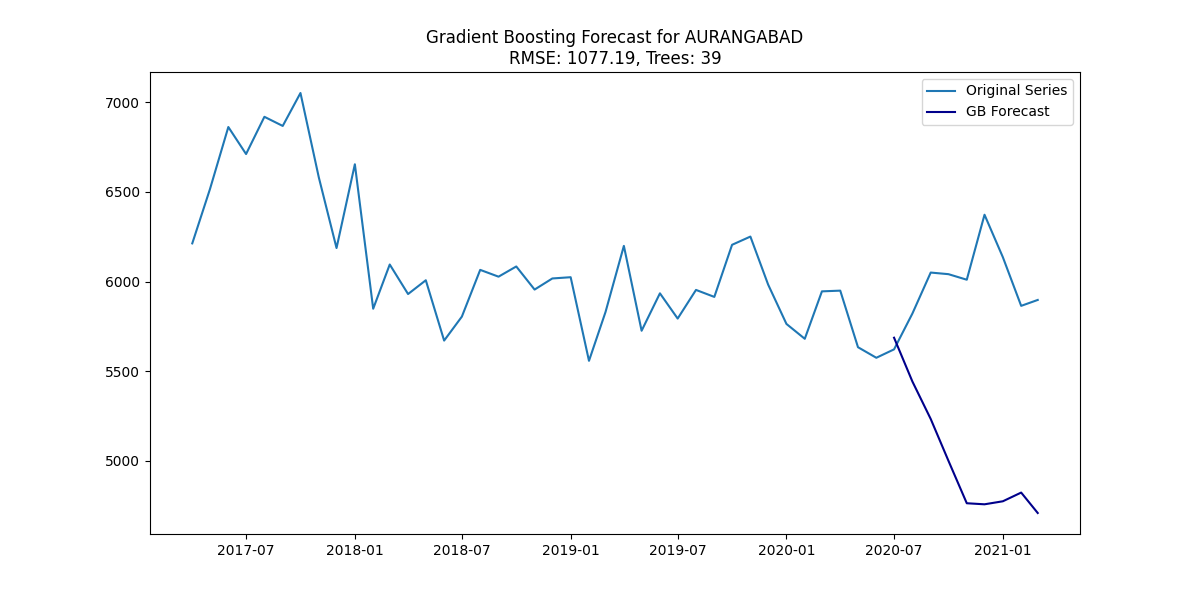 Gradient Boosting Forecast for AURANGABAD
RMSE: 1077.19, Trees: 39
Original Series
GB Forecast
7000
6500
6000
5500
5000
2017-07 2018-01 2018-07 2019-01 2019-07 2020-01 2020-07 2021-01